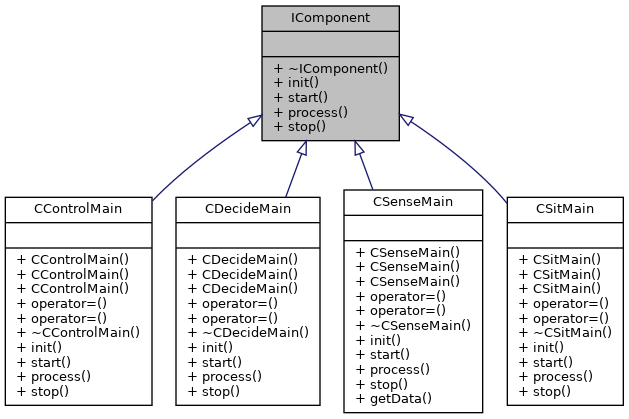 IComponent
+ ~IComponent()
+ init()
+ start()
+ process()
+ stop()
CControlMain
+ CControlMain()
+ CControlMain()
+ CControlMain()
+ operator=()
+ operator=()
+ ~CControlMain()
+ init()
+ start()
+ process()
+ stop()
CDecideMain
+ CDecideMain()
+ CDecideMain()
+ CDecideMain()
+ operator=()
+ operator=()
+ ~CDecideMain()
+ init()
+ start()
+ process()
+ stop()
CSenseMain
+ CSenseMain()
+ CSenseMain()
+ CSenseMain()
+ operator=()
+ operator=()
+ ~CSenseMain()
+ init()
+ start()
+ process()
+ stop()
+ getData()
CSitMain
+ CSitMain()
+ CSitMain()
+ CSitMain()
+ operator=()
+ operator=()
+ ~CSitMain()
+ init()
+ start()
+ process()
+ stop()